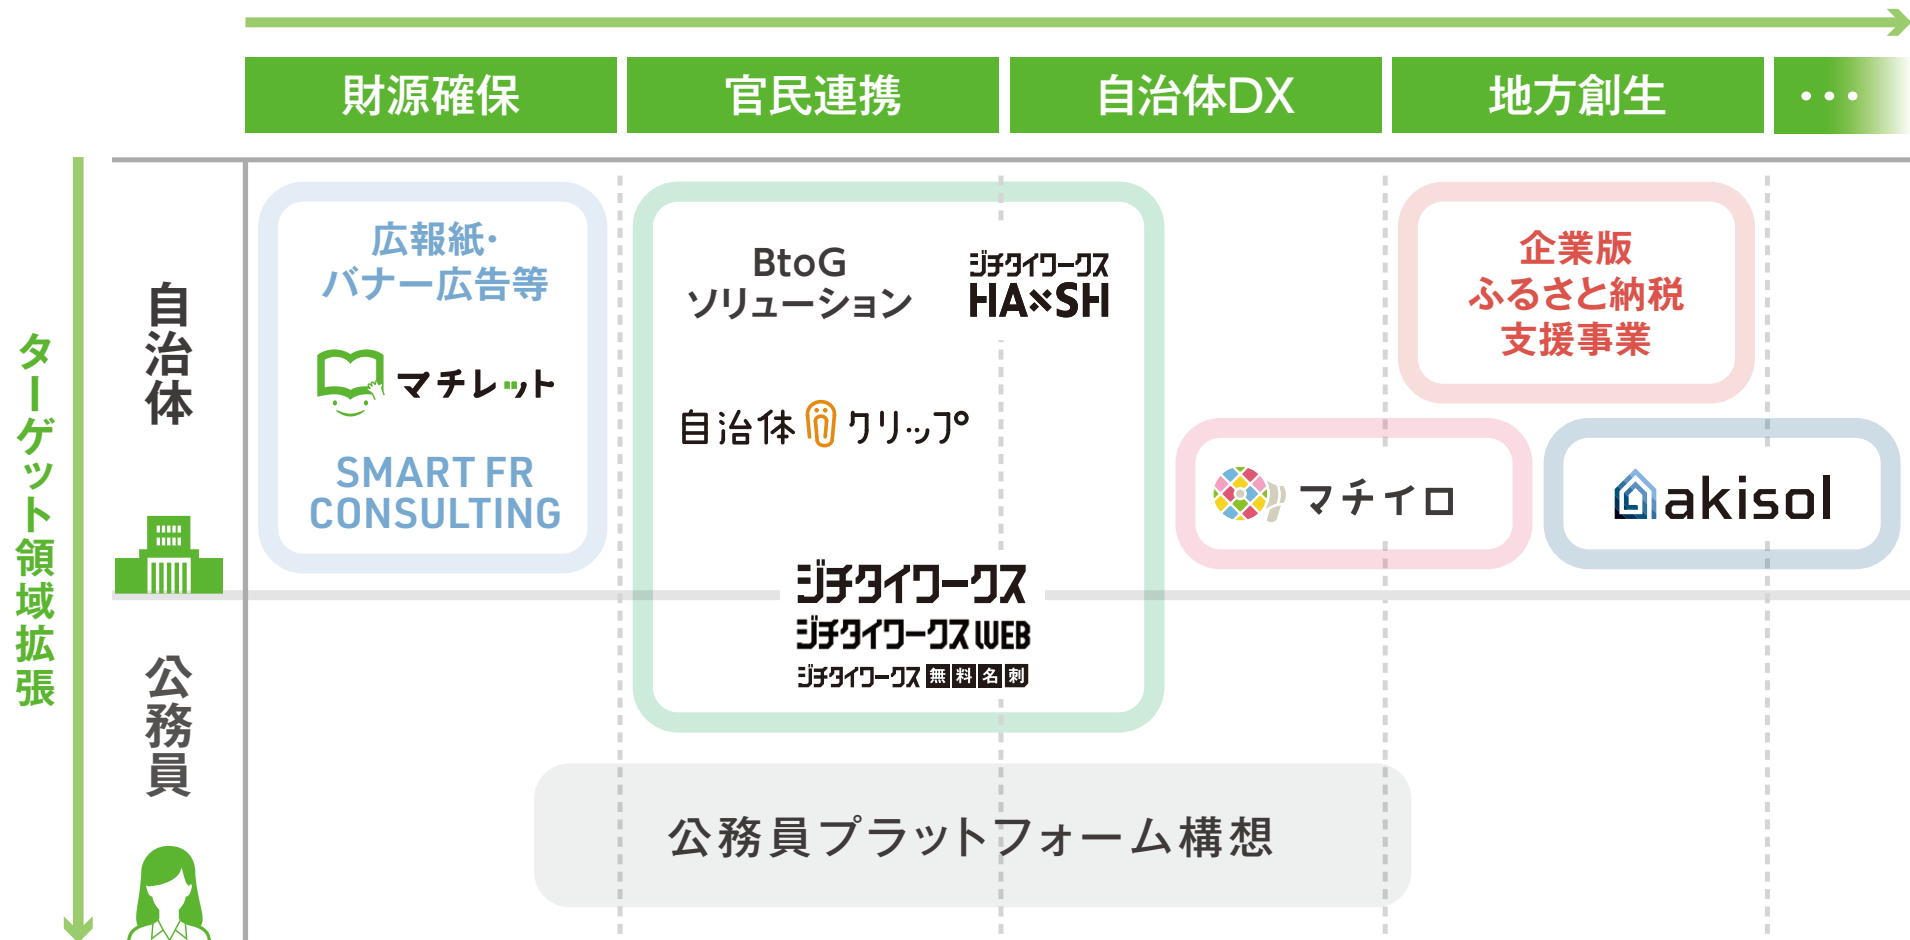 財源確保
官民連携
自治体DX
地方創生
・・・
ターゲット領域拡張
自治体
広報紙・
バナー広告等
マチレット
SMART FR
CONSULTING
BtoG
ソリューション
ジチタイワークス
HA×SH
自治体クリップ
企業版
ふるさと納税
支援事業
マチイロ
akisol
ジチタイワークス
ジチタイワークス WEB
ジチタイワークス 無料名刺
公務員
公務員プラットフォーム構想